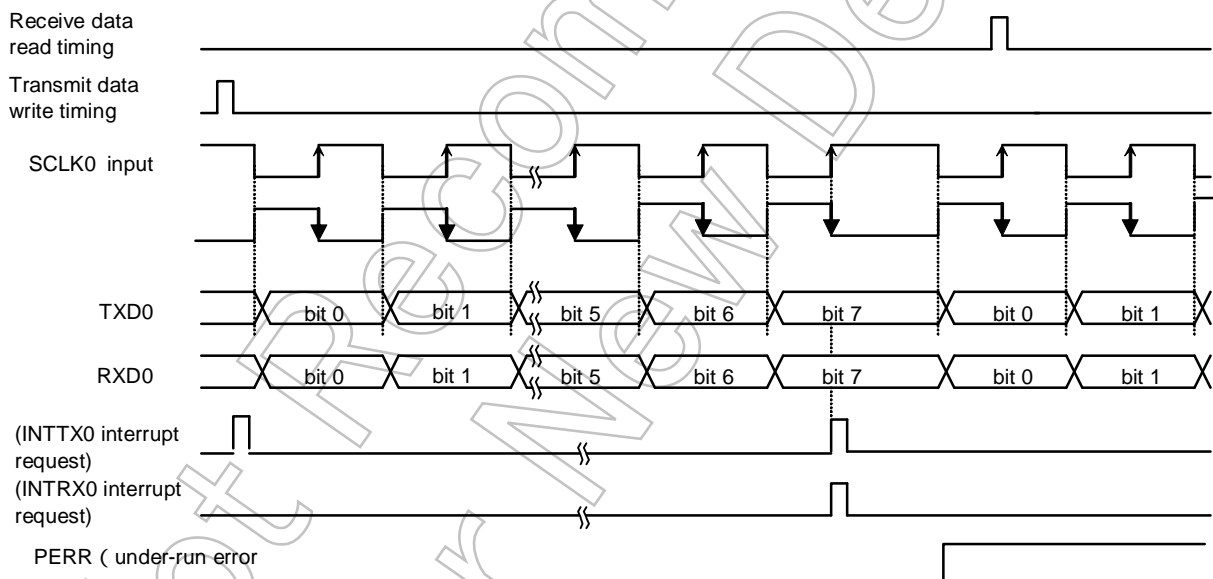 Receive data
read timing
Transmit data
write timing
SCLK0 input
TXD0
bit 0 bit 1 bit 5 bit 6 bit 7 bit 0 bit 1
RXD0
bit 0 bit 1 bit 5 bit 6 bit 7 bit 0 bit 1
(INTTX0 interrupt
request)
(INTRX0 interrupt
request)
PERR ( under-run error